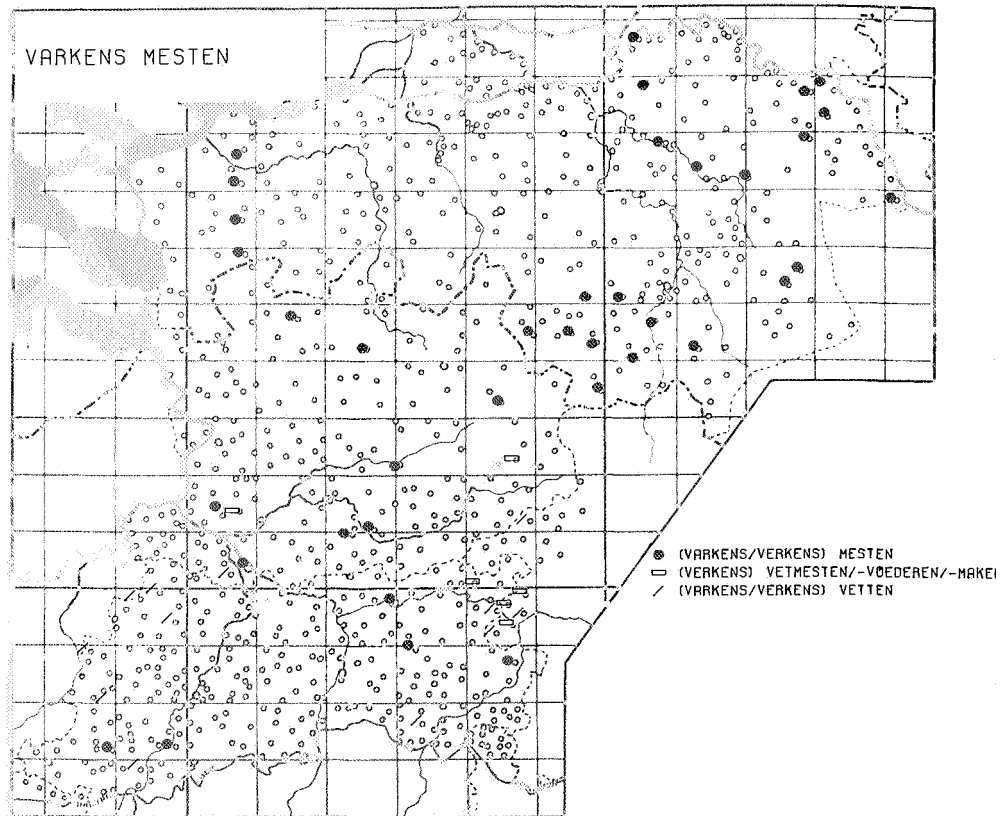 VARKENS MESTEN
(VARKENS/VERKENS) MESTEN
(VERKENS) VETMESTEN/-VOEDEREN/-MAKEN
(VARKENS/VERKENS) VETTEN